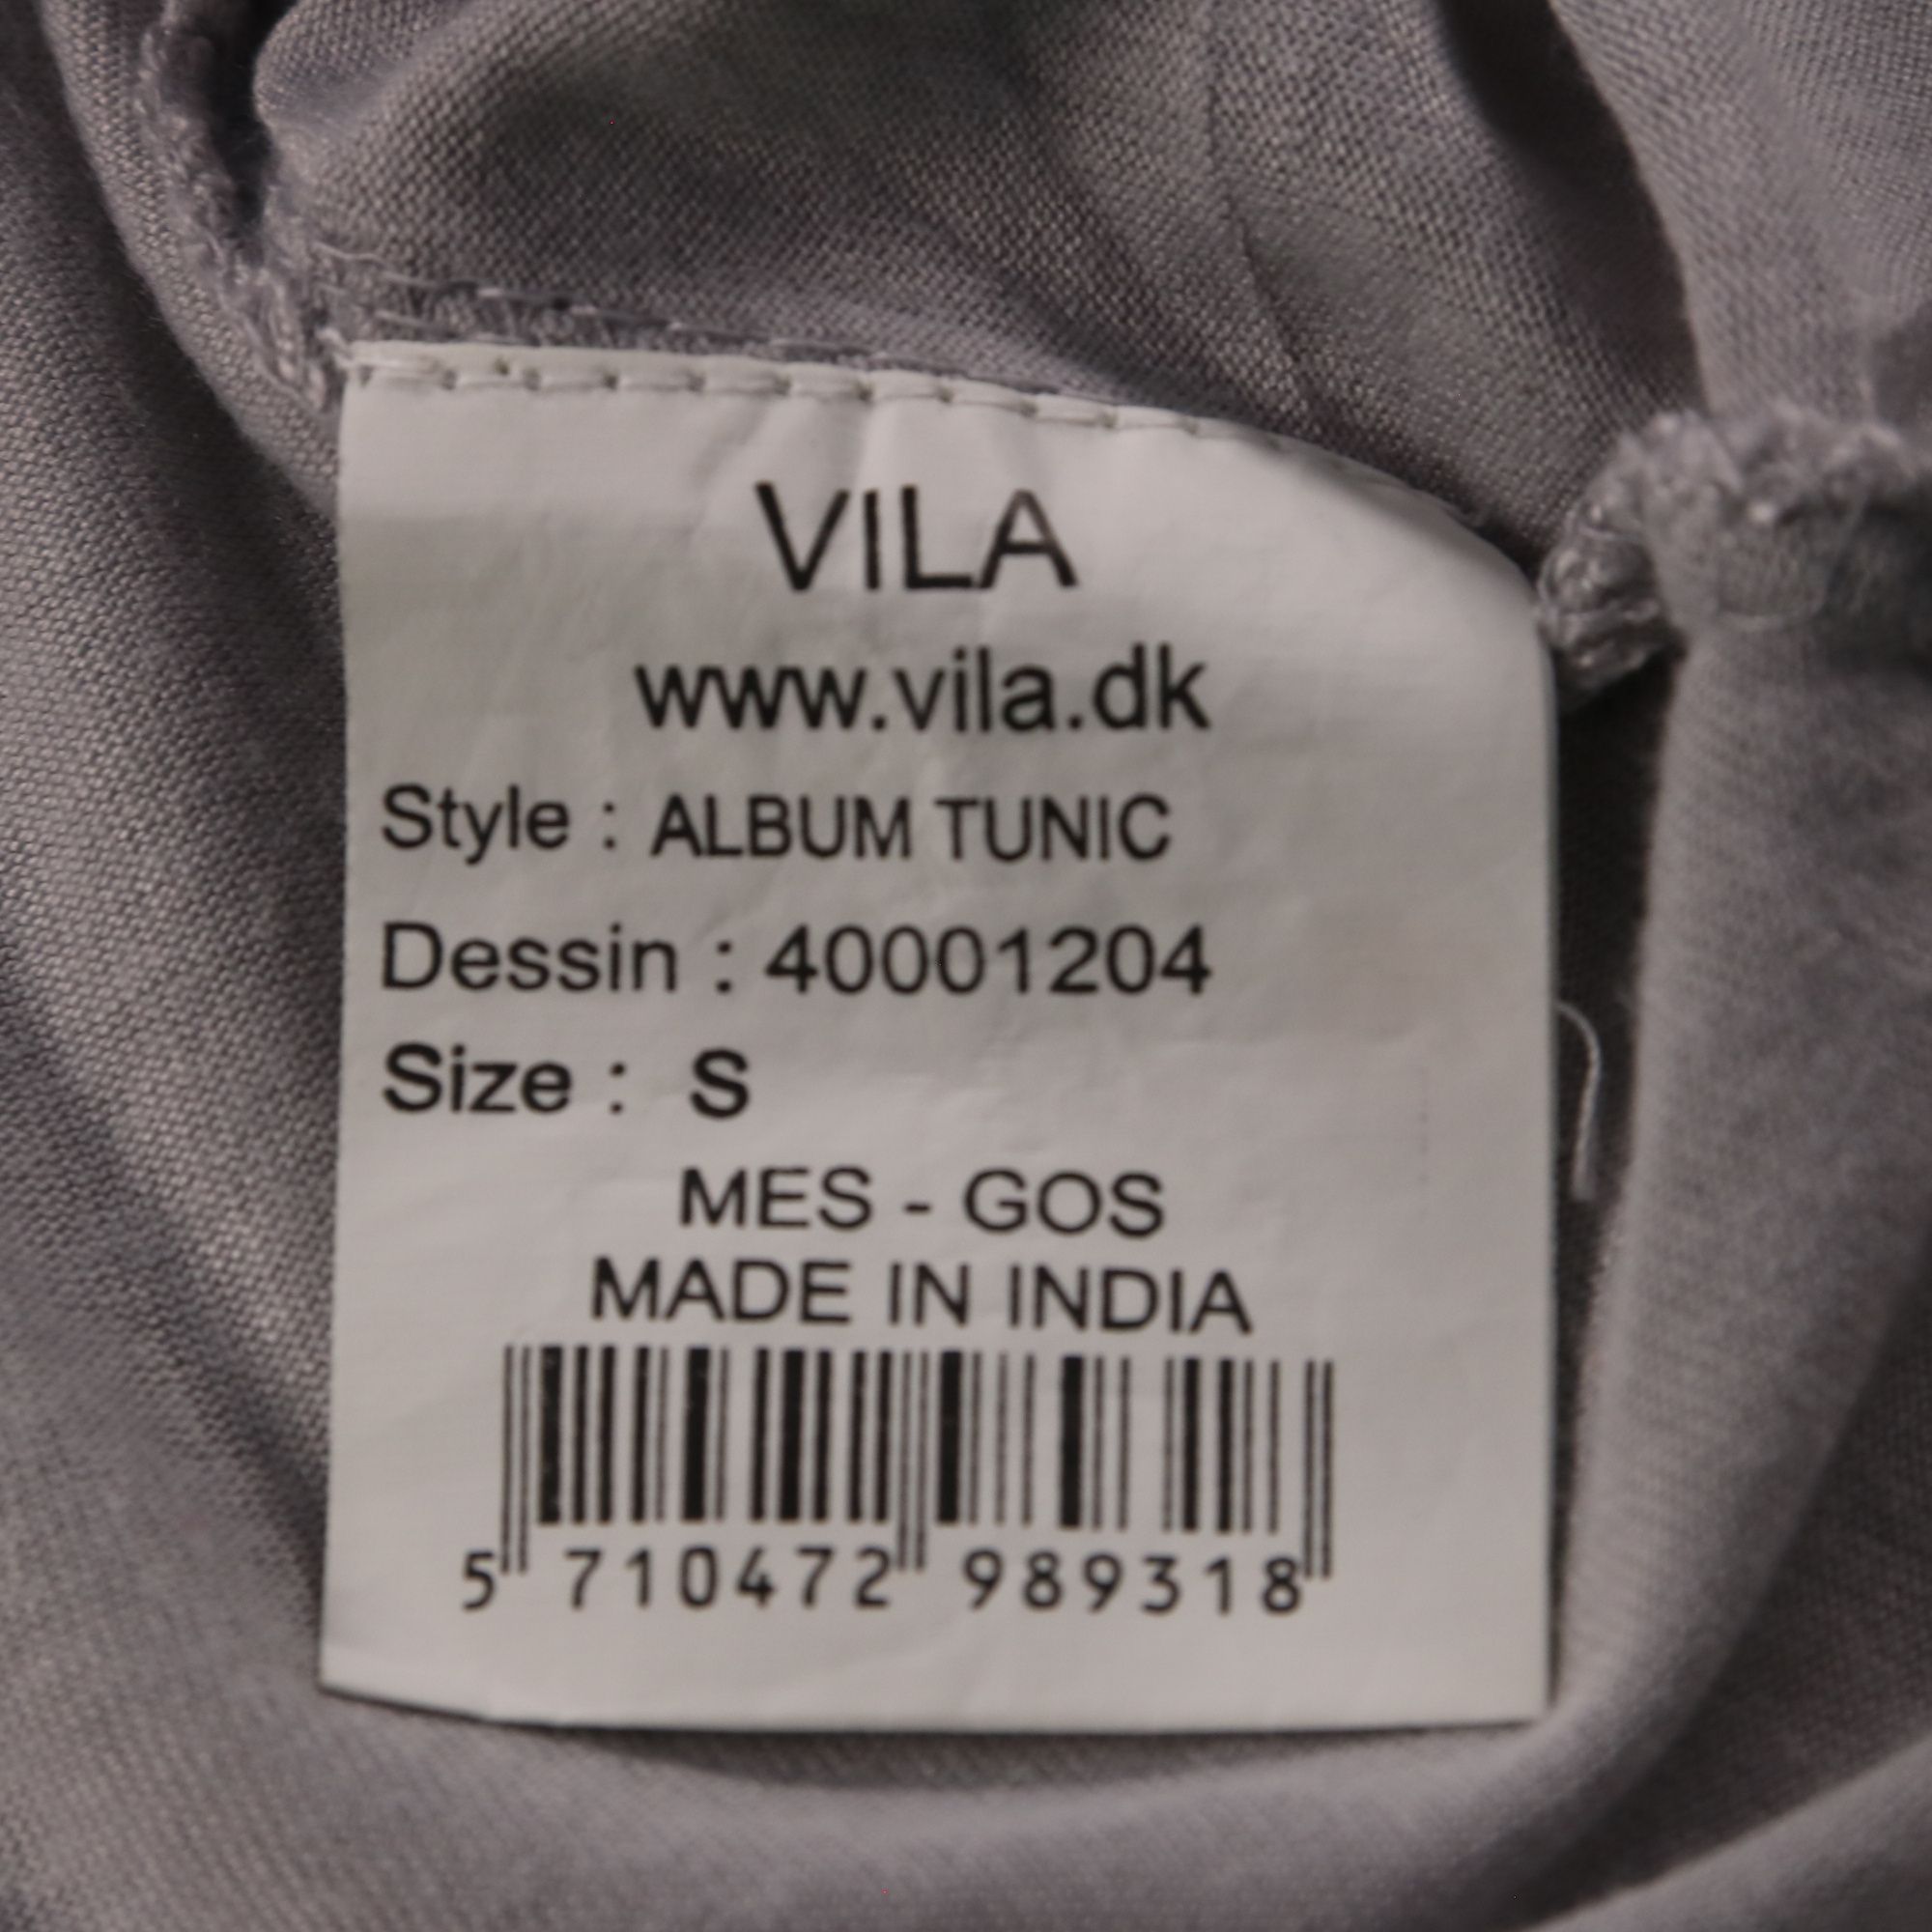 VILA
www.vila.dk
Style : ALBUM TUNIC
Dessin : 40001204
Size : S
MES - GOS
MADE IN INDIA
5 710472 989318